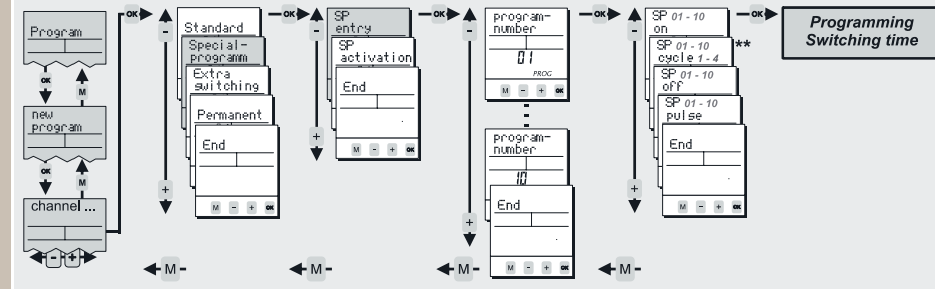 Program
OK
M
new
program
OK
M
channel ...
- +
OK
-
+
Standard
Special-
programm
Extra
switching
Permanent
End
M - + OK
M
OK
-
+
SP
entry
SP
activation
End
M - + OK
M
OK
-
+
program-
number
01
PROG
M - + OK
program-
number
10
End
M - + OK
M
OK
-
+
SP 01 - 10
on
SP 01 - 10 **
cycle 1 - 4
SP 01 - 10
off
SP 01 - 10
pulse
End
M - + OK
M
OK
Programming
Switching time